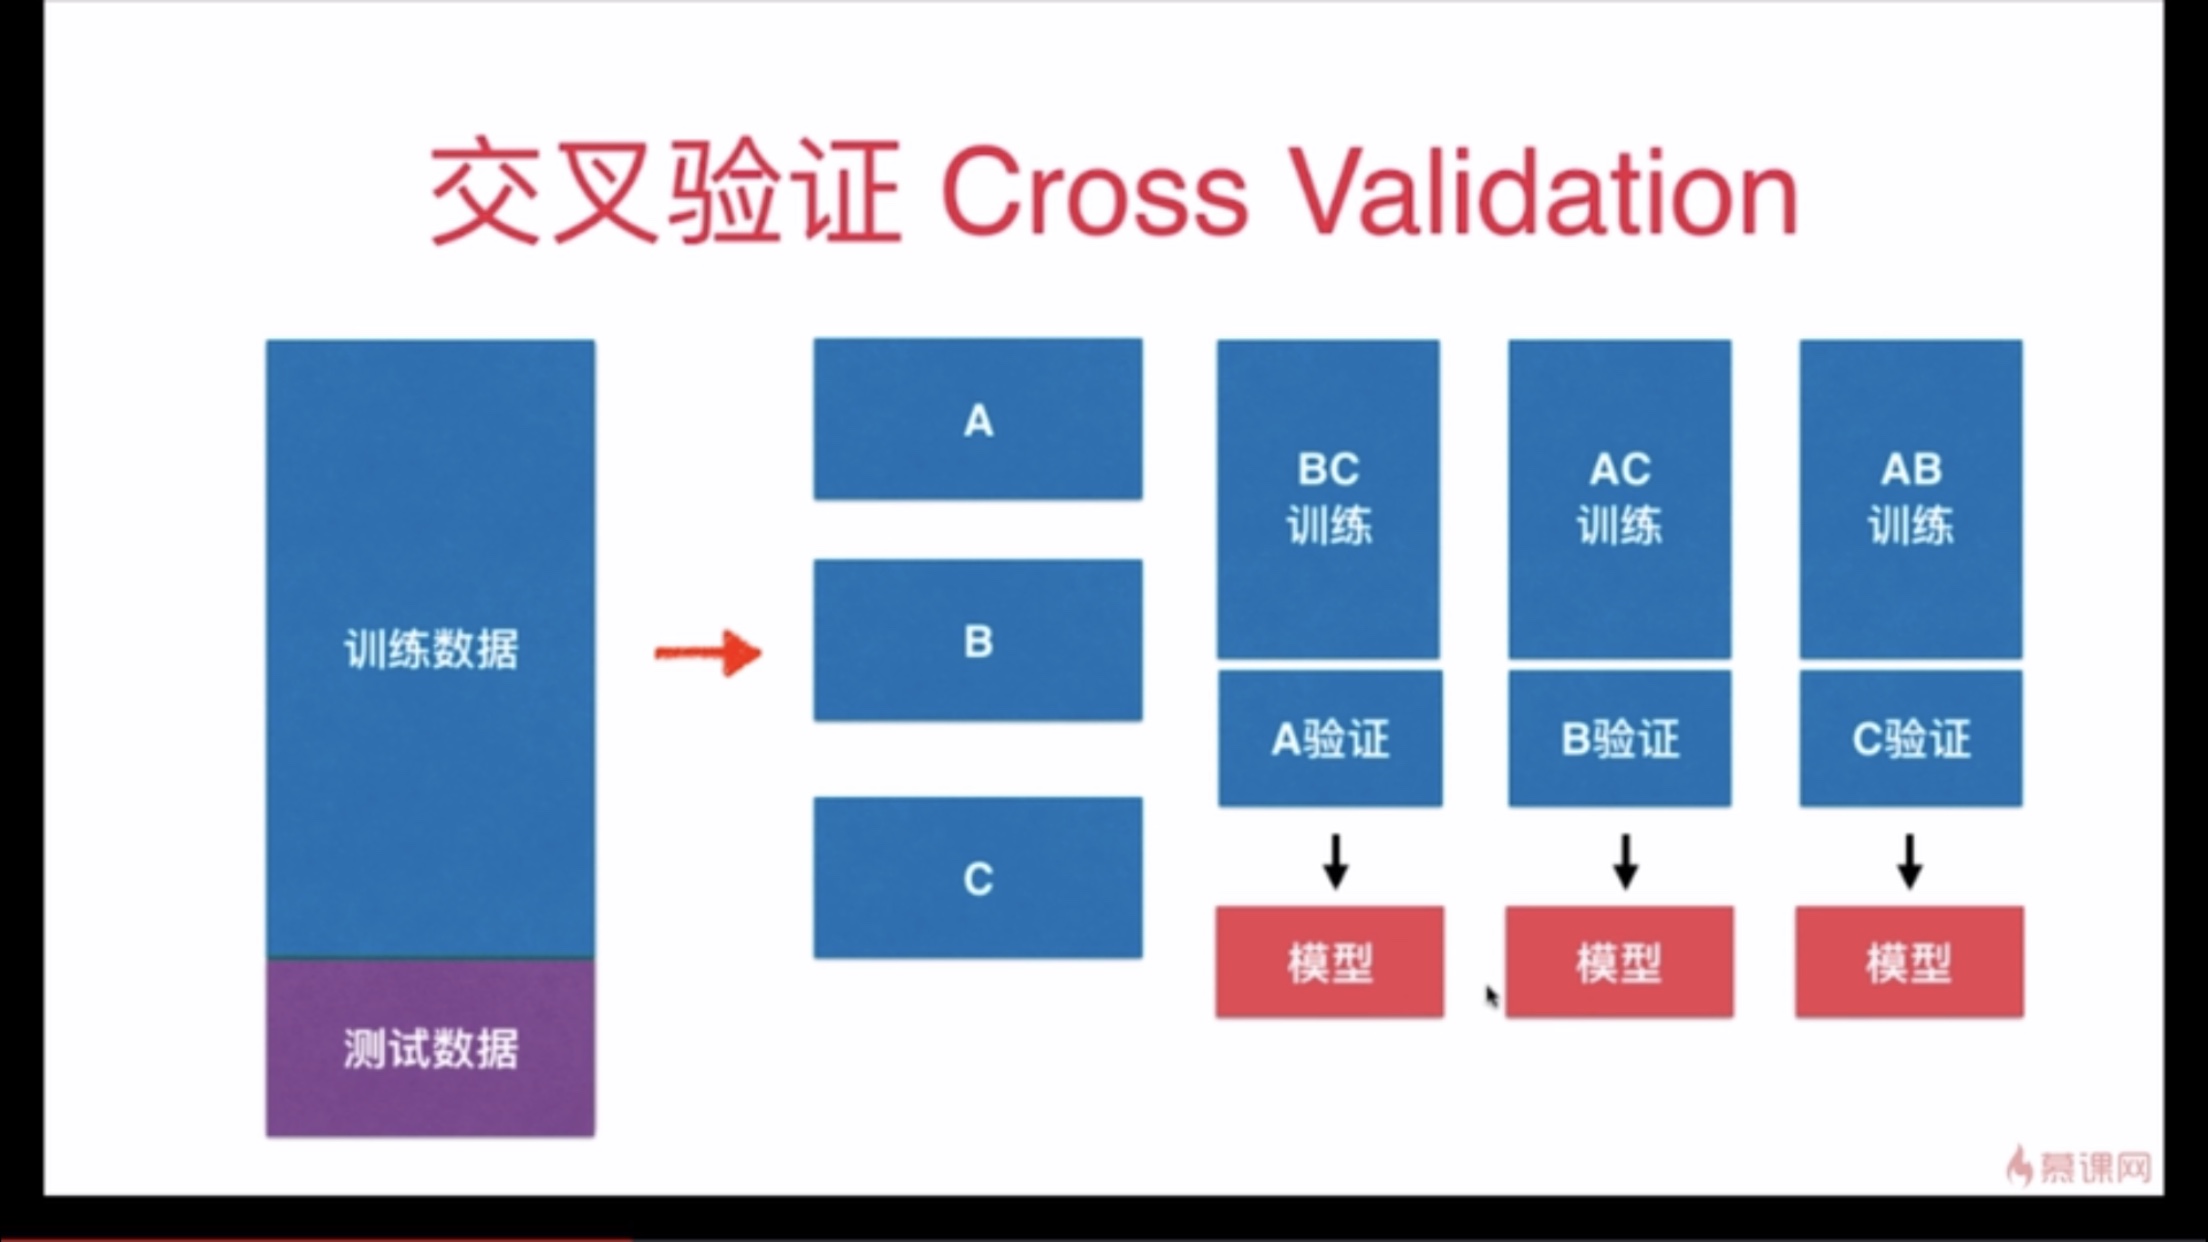 交叉验证 Cross Validation
训练数据
测试数据
A
B
C
BC
训练
A验证
模型
AC
训练
B验证
模型
AB
训练
C验证
模型
慕课网